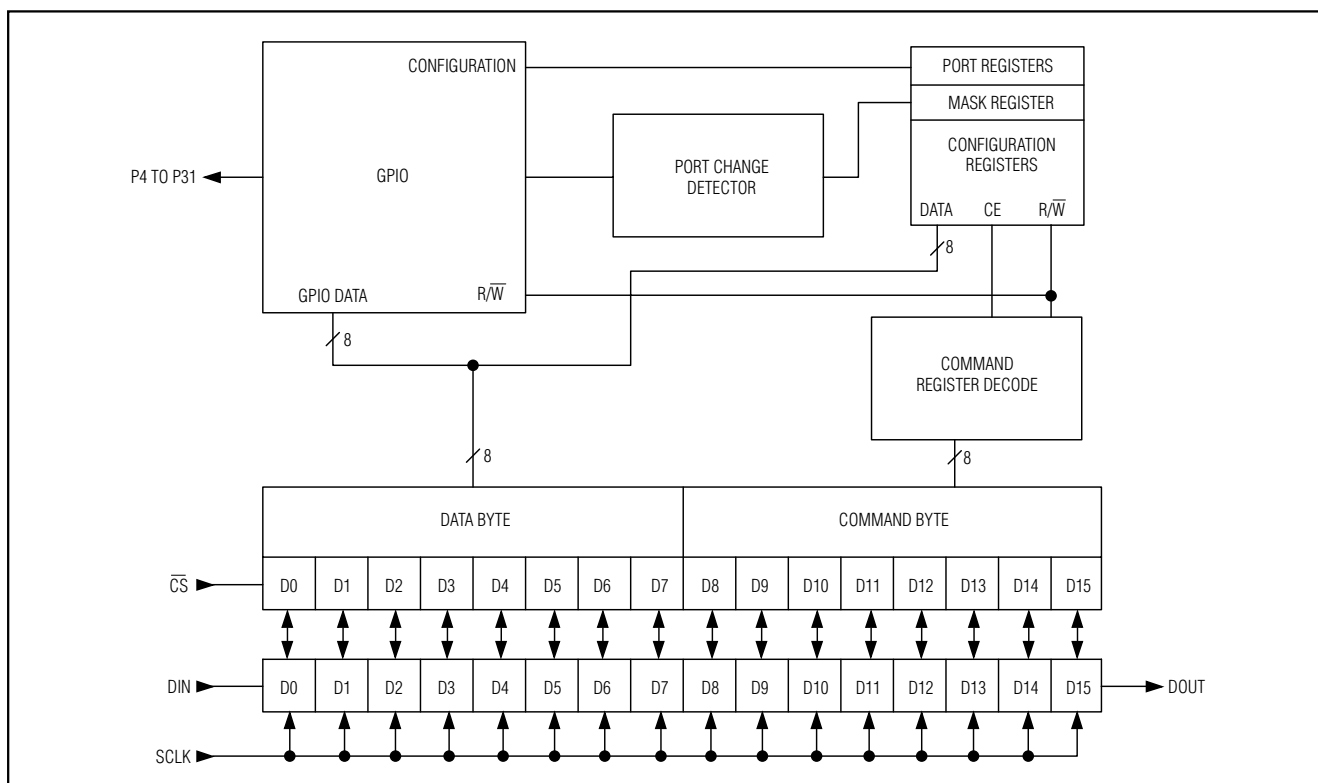 CONFIGURATION
PORT REGISTERS
MASK REGISTER
CONFIGURATION
REGISTERS
P4 TO P31
GPIO
PORT CHANGE
DETECTOR
DATA
CE
R/W̅
8
GPIO DATA
R/W̅
8
COMMAND
REGISTER DECODE
8
8
DATA BYTE
COMMAND BYTE
C̅S̅
D0 D1 D2 D3 D4 D5 D6 D7 D8 D9 D10 D11 D12 D13 D14 D15
DIN
D0 D1 D2 D3 D4 D5 D6 D7 D8 D9 D10 D11 D12 D13 D14 D15
DOUT
SCLK